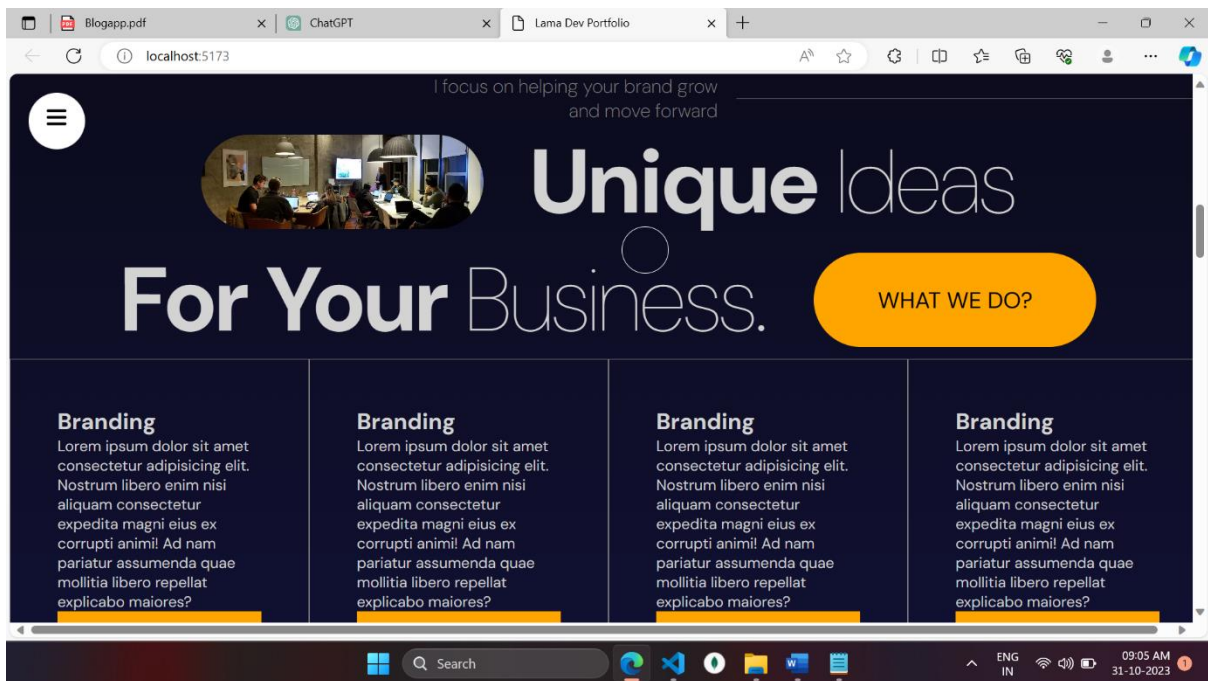 Blogapp.pdf
ChatGPT
Lama Dev Portfolio
localhost:5173
I focus on helping your brand grow
and move forward
Unique Ideas
For Your Business.
WHAT WE DO?
Branding
Lorem ipsum dolor sit amet
consectetur adipisicing elit.
Nostrum libero enim nisi
aliquam consectetur
expedita magni eius ex
corrupti animi! Ad nam
pariatur assumenda quae
mollitia libero repellat
explicabo maiores?
Branding
Lorem ipsum dolor sit amet
consectetur adipisicing elit.
Nostrum libero enim nisi
aliquam consectetur
expedita magni eius ex
corrupti animi! Ad nam
pariatur assumenda quae
mollitia libero repellat
explicabo maiores?
Branding
Lorem ipsum dolor sit amet
consectetur adipisicing elit.
Nostrum libero enim nisi
aliquam consectetur
expedita magni eius ex
corrupti animi! Ad nam
pariatur assumenda quae
mollitia libero repellat
explicabo maiores?
Branding
Lorem ipsum dolor sit amet
consectetur adipisicing elit.
Nostrum libero enim nisi
aliquam consectetur
expedita magni eius ex
corrupti animi! Ad nam
pariatur assumenda quae
mollitia libero repellat
explicabo maiores?
Search
ENG
IN
09:05 AM
31-10-2023
1